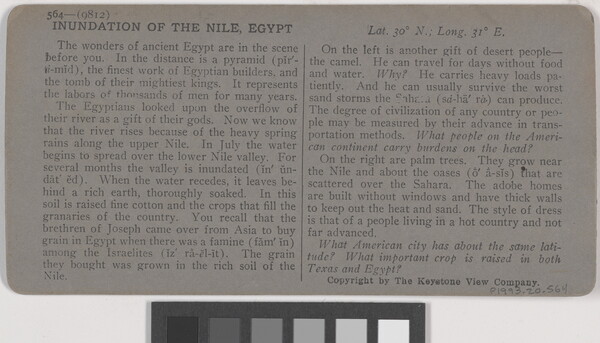 564—(9812)
INUNDATION OF THE NILE, EGYPT
The wonders of ancient Egypt are in the scene
before you. In the distance is a pyramid (pĭr′-
ȧ-mĭd), the finest work of Egyptian builders, and
the tomb of their mightiest kings. It represents
the labors of thousands of men for many years.
The Egyptians looked upon the overflow of
their river as a gift of their gods. Now we know
that the river rises because of the heavy spring
rains along the upper Nile. In July the water
begins to spread over the lower Nile valley. For
several months the valley is inundated (ĭn′ ŭn-
dāt′ ĕd). When the water recedes, it leaves be-
hind a rich earth, thoroughly soaked. In this
soil is raised fine cotton and the crops that fill the
granaries of the country. You recall that the
brethren of Joseph came over from Asia to buy
grain in Egypt when there was a famine (făm′ ĭn)
among the Israelites (ĭz′ rȧ-ĕl-īt). The grain
they bought was grown in the rich soil of the
Nile.
Lat. 30° N.; Long. 31° E.
On the left is another gift of desert people—
the camel. He can travel for days without food
and water. Why? He carries heavy loads pa-
tiently. And he can usually survive the worst
sand storms the (sȧ-hä′ rȧ) can produce.
The degree of civilization of any country or peo-
ple may be measured by their advance in trans-
portation methods. What people on the Ameri-
can continent carry burdens on the head?
On the right are palm trees. They grow near
the Nile and about the oases (ō′ ȧ-sĭs) that are
scattered over the Sahara. The adobe homes
are built without windows and have thick walls
to keep out the heat and sand. The style of dress
is that of a people living in a hot country and not
far advanced.
What American city has about the same lati-
tude? What important crop is raised in both
Texas and Egypt?
Copyright by The Keystone View Company.
P1993.20.564